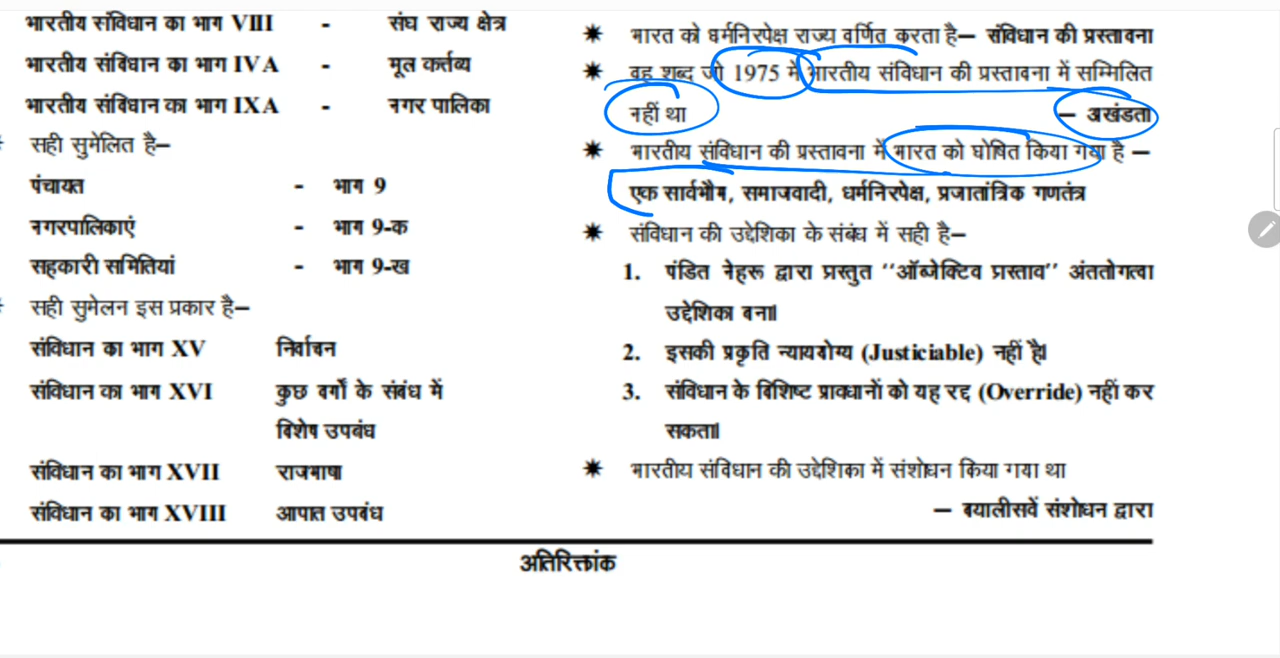 भारतीय संविधान का भाग VIII - संघ राज्य क्षेत्र
भारतीय संविधान का भाग IVA - मूल कर्त्तव्य
भारतीय संविधान का भाग IXA - नगर पालिका
सही सुमेलित है–
पंचायत - भाग 9
नगरपालिकाएं - भाग 9-क
सहकारी समितियां - भाग 9-ख
सही सुमेलन इस प्रकार है–
संविधान का भाग XV निर्वाचन
संविधान का भाग XVI कुछ वर्गों के संबंध में
विशेष उपबंध
संविधान का भाग XVII राजभाषा
संविधान का भाग XVIII आपात उपबंध
✷ भारत को धर्मनिरपेक्ष राज्य वर्णित करता है– संविधान की प्रस्तावना
✷ वह शब्द जो 1975 में भारतीय संविधान की प्रस्तावना में सम्मिलित
नहीं था – अखंडता
✷ भारतीय संविधान की प्रस्तावना में भारत को घोषित किया गया है –
एक सार्वभौम, समाजवादी, धर्मनिरपेक्ष, प्रजातांत्रिक गणतंत्र
✷ संविधान की उद्देशिका के संबंध में सही है–
1. पंडित नेहरू द्वारा प्रस्तुत ‘‘ऑब्जेक्टिव प्रस्ताव’’ अंततोगत्वा
उद्देशिका बना।
2. इसकी प्रकृति न्याययोग्य (Justiciable) नहीं है।
3. संविधान के विशिष्ट प्रावधानों को यह रद्द (Override) नहीं कर
सकता।
✷ भारतीय संविधान की उद्देशिका में संशोधन किया गया था
– बयालीसवें संशोधन द्वारा
अतिरिक्तांक